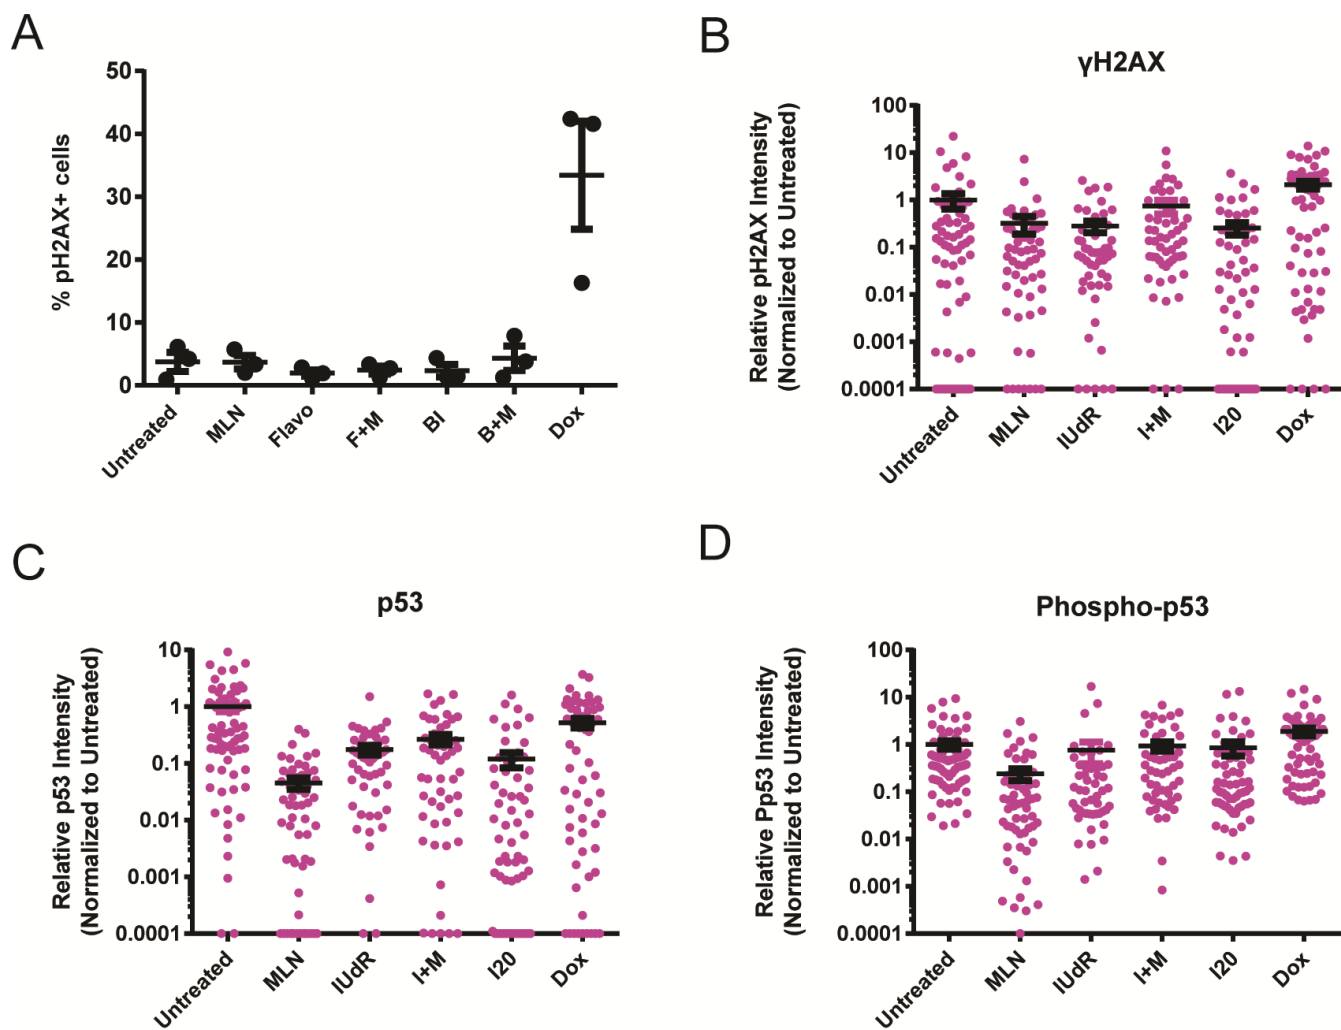 A
% pH2AX+ cells
50
40
30
20
10
0
Untreated
MLN
Flavo
F+M
BI
B+M
Dox
B
γH2AX
Relative pH2AX Intensity
(Normalized to Untreated)
100
10
1
0.1
0.01
0.001
0.0001
Untreated
MLN
IUdR
I+M
I20
Dox
C
p53
Relative p53 Intensity
(Normalized to Untreated)
10
1
0.1
0.01
0.001
0.0001
Untreated
MLN
IUdR
I+M
I20
Dox
D
Phospho-p53
Relative Pp53 Intensity
(Normalized to Untreated)
100
10
1
0.1
0.01
0.001
0.0001
Untreated
MLN
IUdR
I+M
I20
Dox